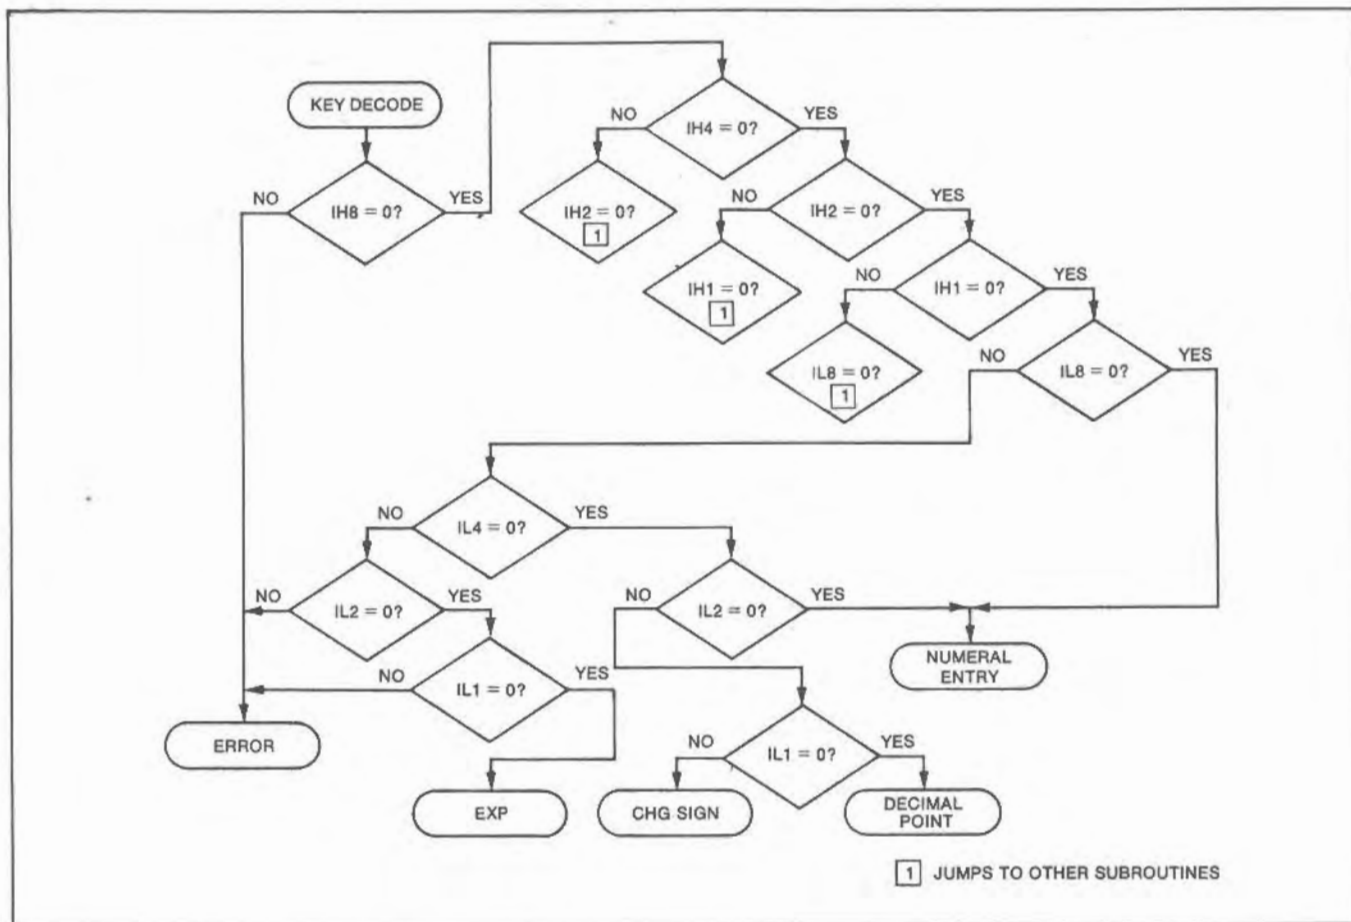 KEY DECODE
NO
IH4 = 0?
YES
NO
IH8 = 0?
YES
IH2 = 0?
1
NO
IH2 = 0?
YES
IH1 = 0?
1
NO
IH1 = 0?
YES
IL8 = 0?
1
NO
IL8 = 0?
YES
NO
IL4 = 0?
YES
NO
IL2 = 0?
YES
NO
IL2 = 0?
YES
NUMERAL
ENTRY
NO
IL1 = 0?
YES
ERROR
NO
IL1 = 0?
YES
EXP
CHG SIGN
DECIMAL
POINT
1 JUMPS TO OTHER SUBROUTINES